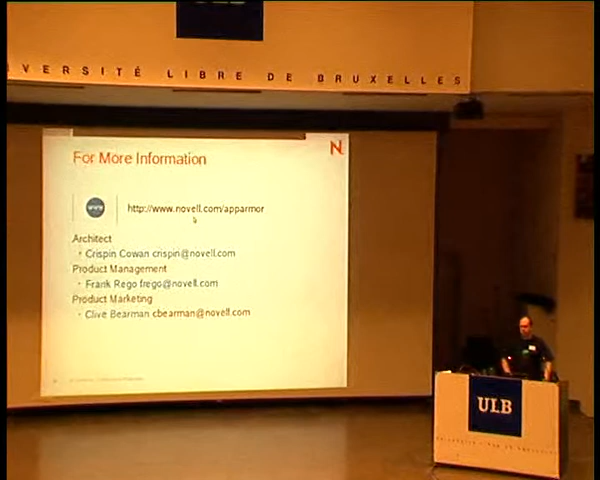 UNIVERSITÉ LIBRE DE BRUXELLES
For More Information
N.
www
http://www.novell.com/apparmor
Architect
• Crispin Cowan crispin@novell.com
Product Management
• Frank Rego frego@novell.com
Product Marketing
• Clive Bearman cbearman@novell.com
ULB